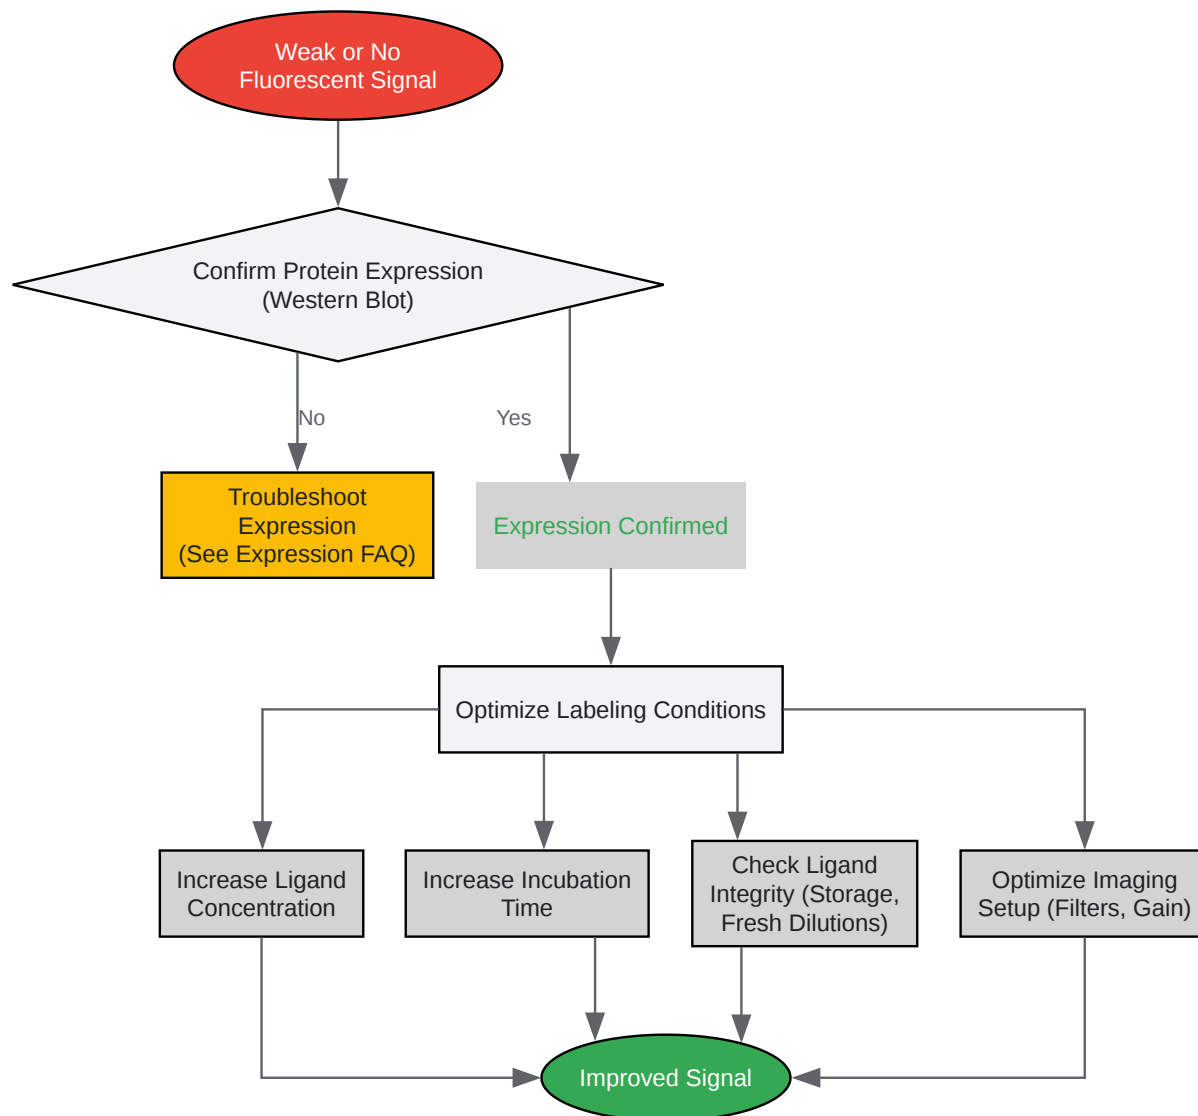 Weak or No
Fluorescent Signal
Confirm Protein Expression
(Western Blot)
No
Yes
Troubleshoot
Expression
(See Expression FAQ)
Expression Confirmed
Optimize Labeling Conditions
Increase Ligand
Concentration
Increase Incubation
Time
Check Ligand
Integrity (Storage,
Fresh Dilutions)
Optimize Imaging
Setup (Filters, Gain)
Improved Signal